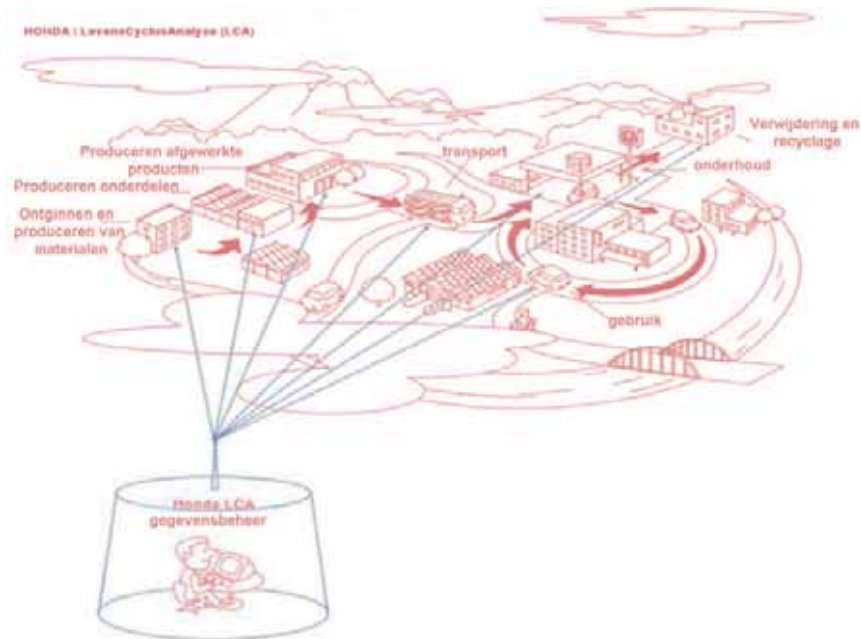 HONDA : LevensCyclusAnalyse (LCA)
Produceren afgewerkte
producten
Produceren onderdelen
Ontginnen en
produceren van
materialen
transport
Verwijdering en
recyclage
onderhoud
gebruik
Honda LCA
gegevensbeheer